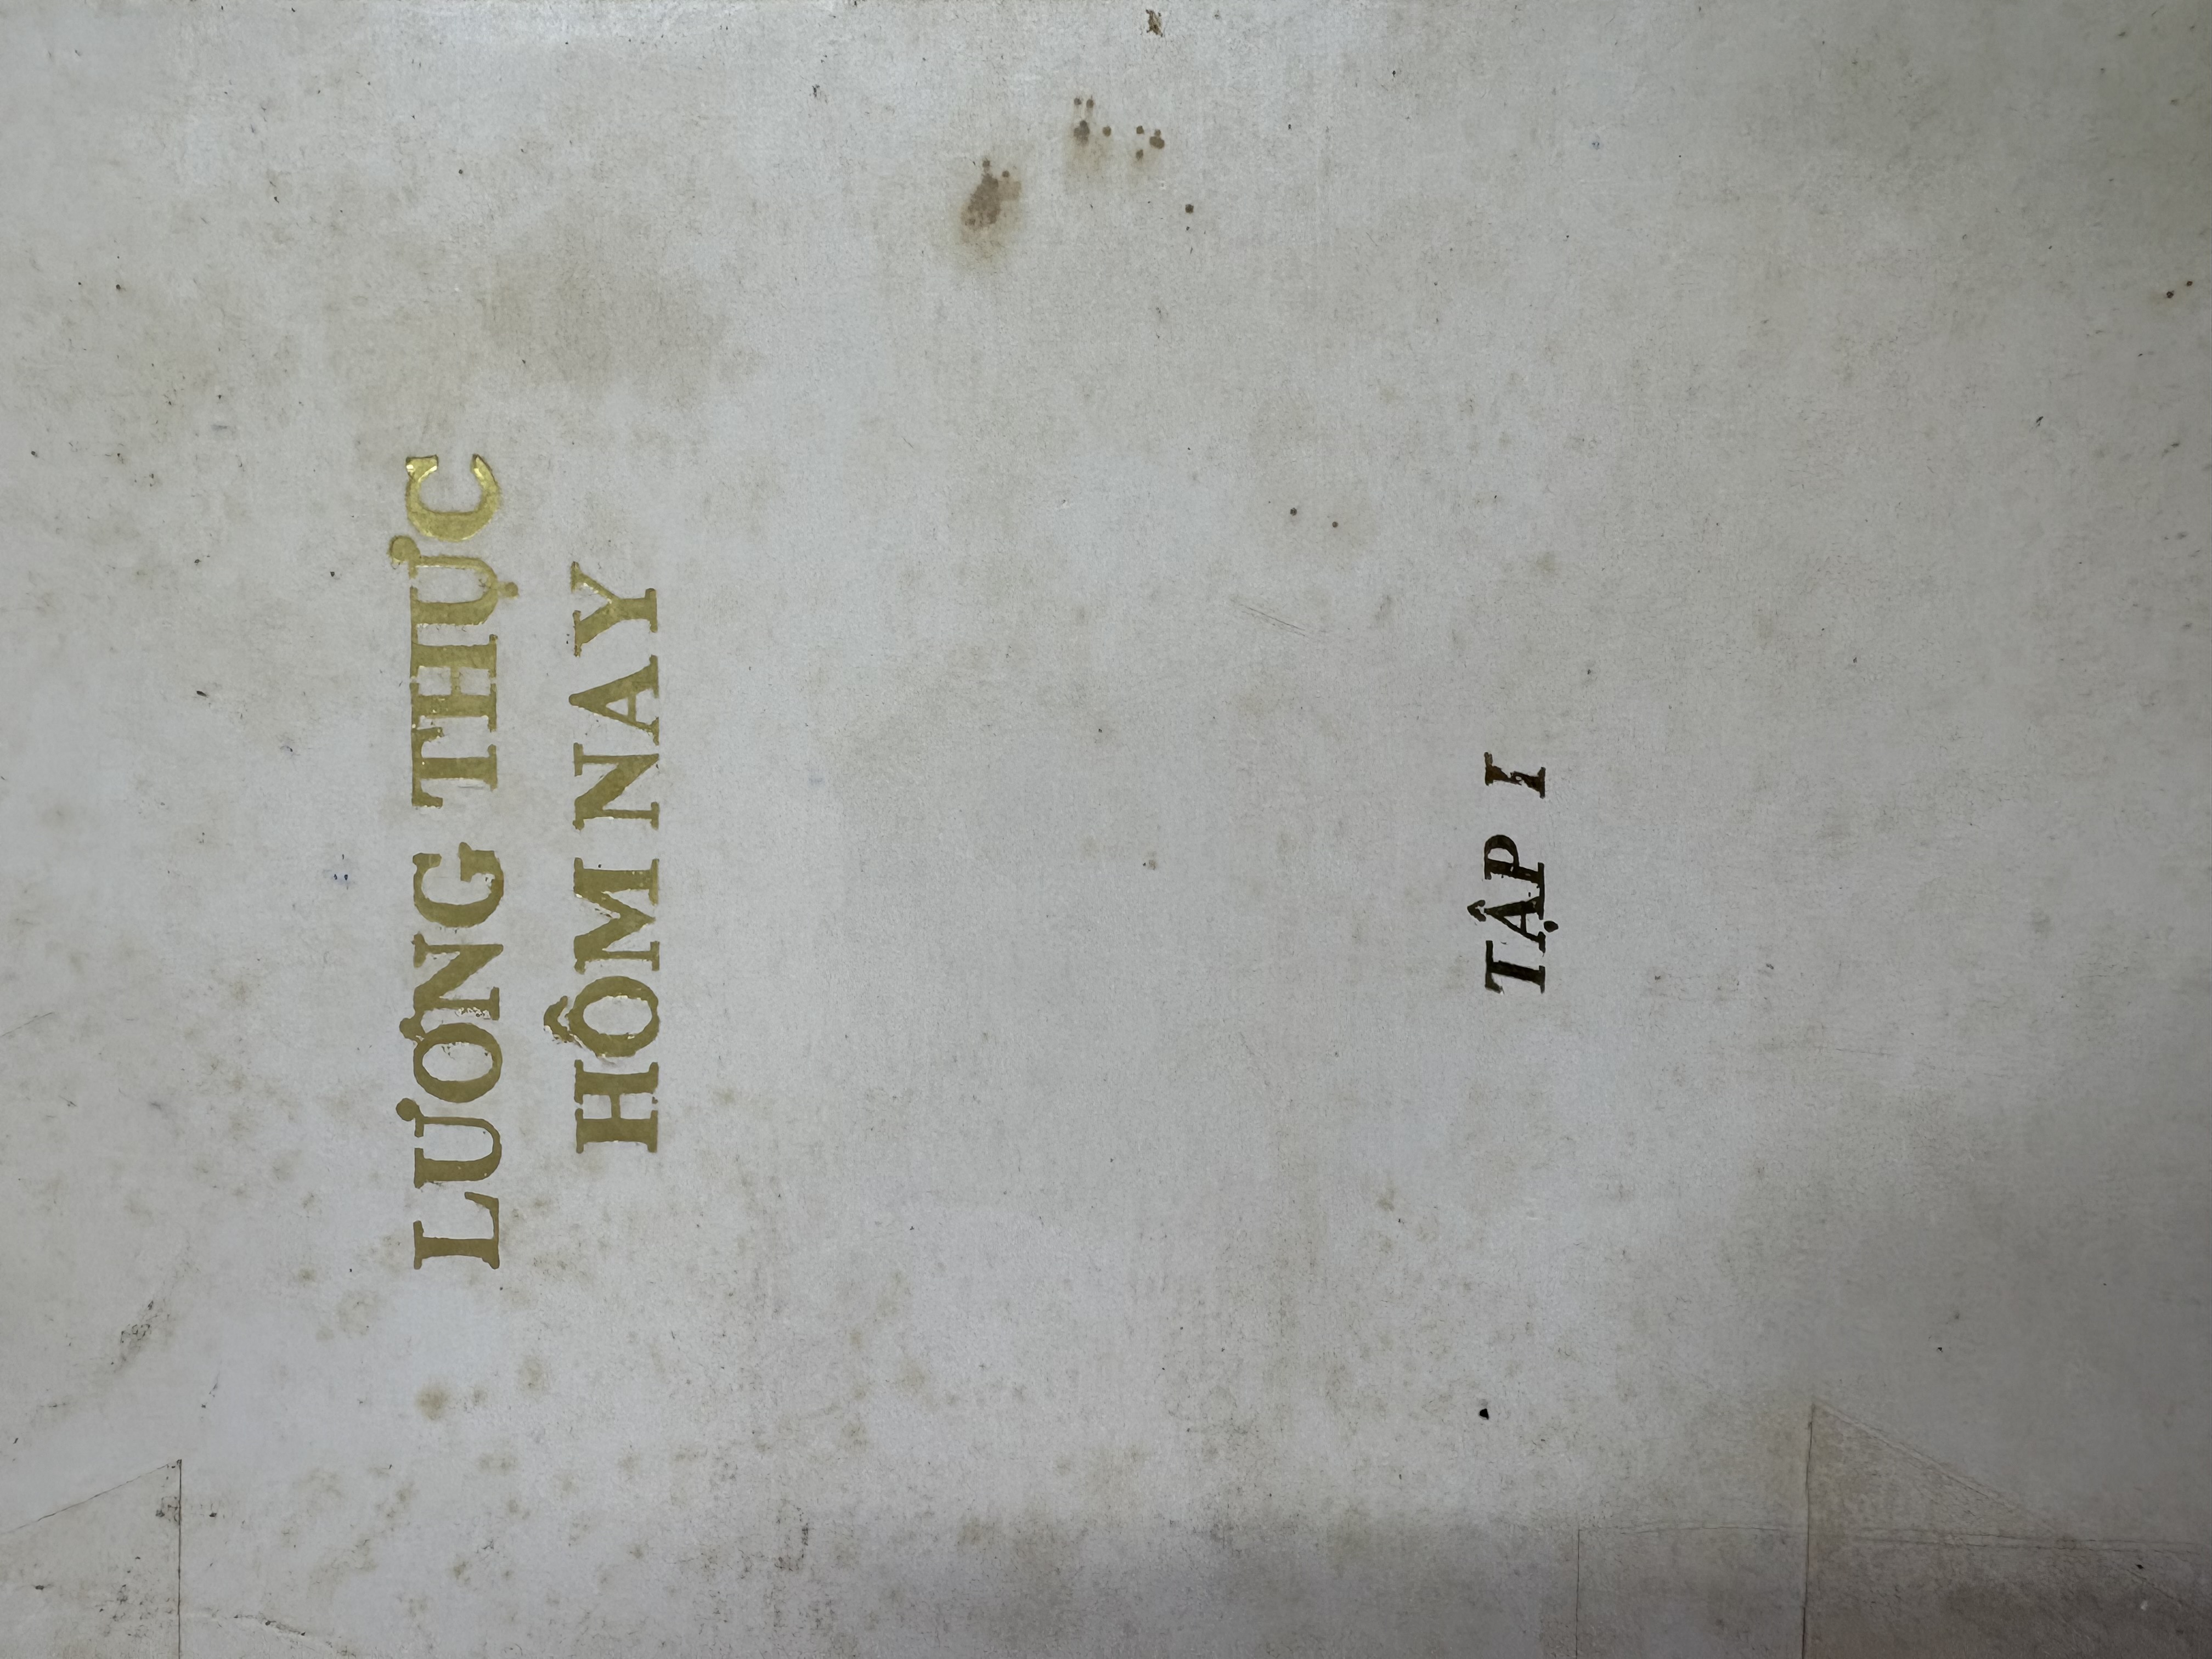 LƯƠNG THỰC
HÔM NAY
TẬP I